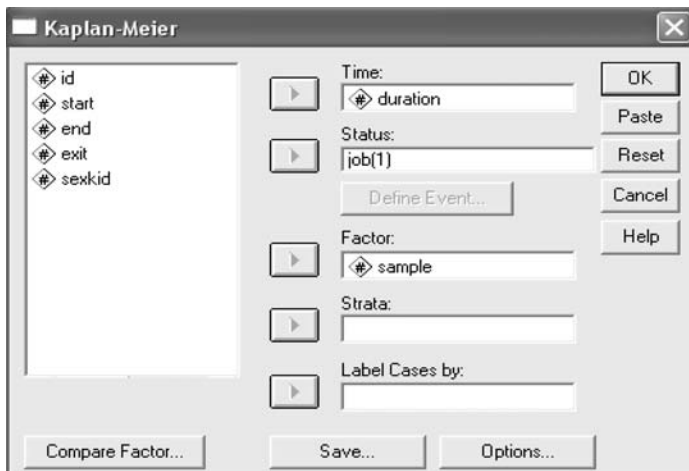 Kaplan-Meier
id
start
end
exit
sexkid
Time:
duration
Status:
job(1)
Define Event...
Factor:
sample
Strata:
Label Cases by:
OK
Paste
Reset
Cancel
Help
Compare Factor...
Save...
Options...